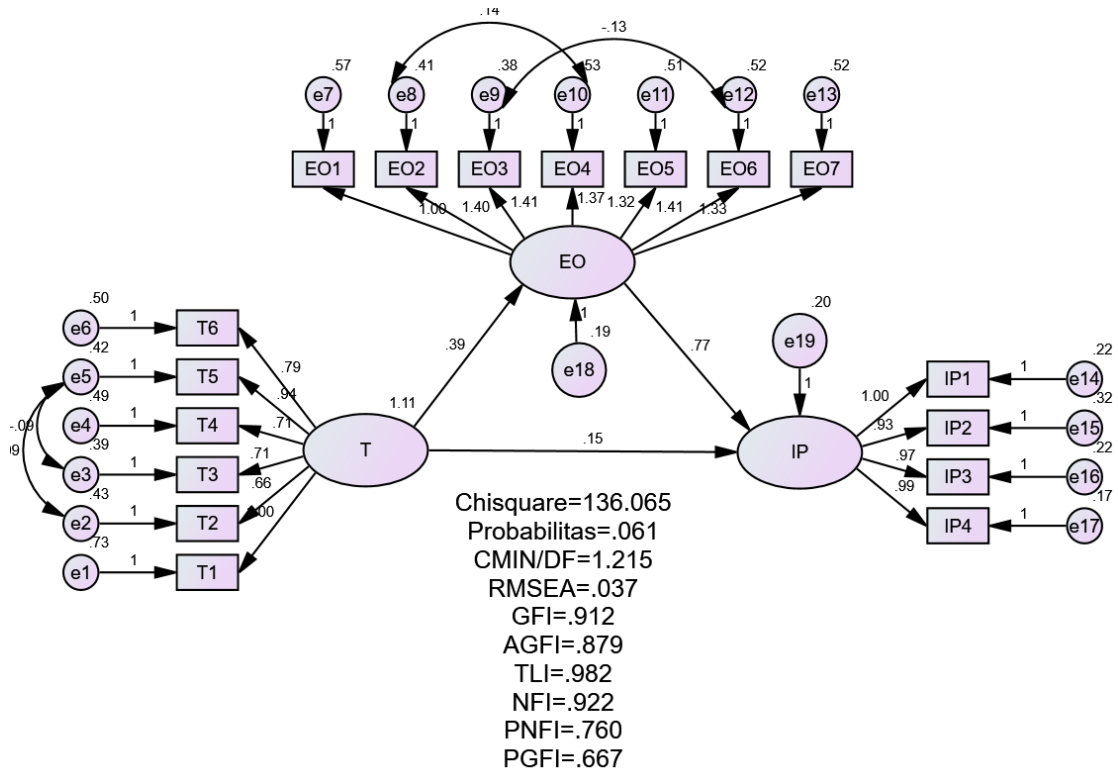 .14
-.13
.57
.41
.38
.53
.51
.52
.52
e7
e8
e9
e10
e11
e12
e13
1
1
1
1
1
1
1
EO1
EO2
EO3
EO4
EO5
EO6
EO7
1.00
1.40
1.41
1.37
1.32
1.41
1.33
EO
1
.19
e18
.39
.77
.20
e19
1
.50
e6
1
T6
.42
e5
1
T5
.49
e4
1
T4
.39
e3
1
T3
.43
e2
1
T2
.73
e1
1
T1
-.09
.79
.94
.71
.71
.66
1.11
T
.15
IP
1.00
.93
.97
.99
IP1
1
e14
.22
IP2
1
e15
.32
IP3
1
e16
.22
IP4
1
e17
.17
Chisquare=136.065
Probabilitas=.061
CMIN/DF=1.215
RMSEA=.037
GFI=.912
AGFI=.879
TLI=.982
NFI=.922
PNFI=.760
PGFI=.667